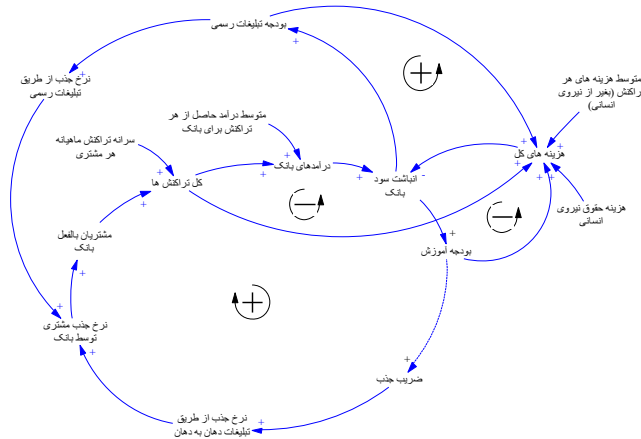 بودجه تبلیغات رسمی
نرخ جذب از طریق
تبلیغات رسمی
متوسط هزینه های هر
راکنش (بغیر از نیروی
انسانی)
متوسط درآمد حاصل از هر
تراکنش برای بانک
سرانه تراکنش ماهیانه
هر مشتری
هزینه های کل
درآمدهای بانک
انباشت سود
بانک
کل تراکنش ها
هزینه حقوق نیروی
انسانی
مشتریان بالفعل
بانک
بودجه آموزش
نرخ جذب مشتری
توسط بانک
ضریب جذب
نرخ جذب از طریق
تبلیغات دهان به دهان